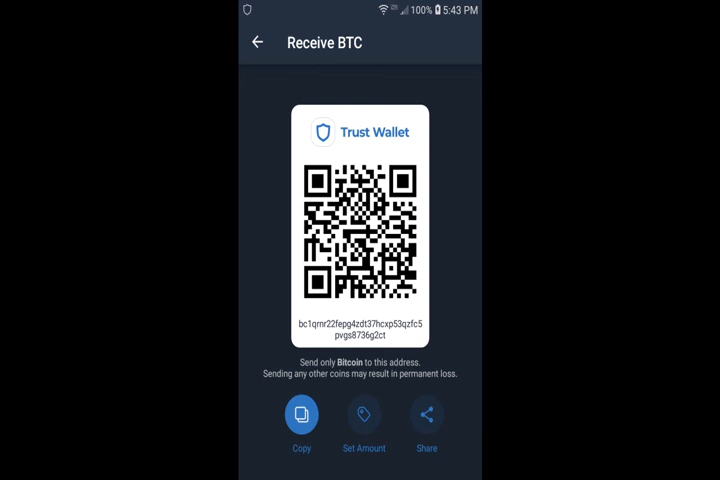 100% 5:43 PM
Receive BTC
Trust Wallet
bc1qrnr22fepg4zdt37hcxp53qzfc5
pvgs8736g2ct
Send only Bitcoin to this address.
Sending any other coins may result in permanent loss.
Copy Set Amount Share